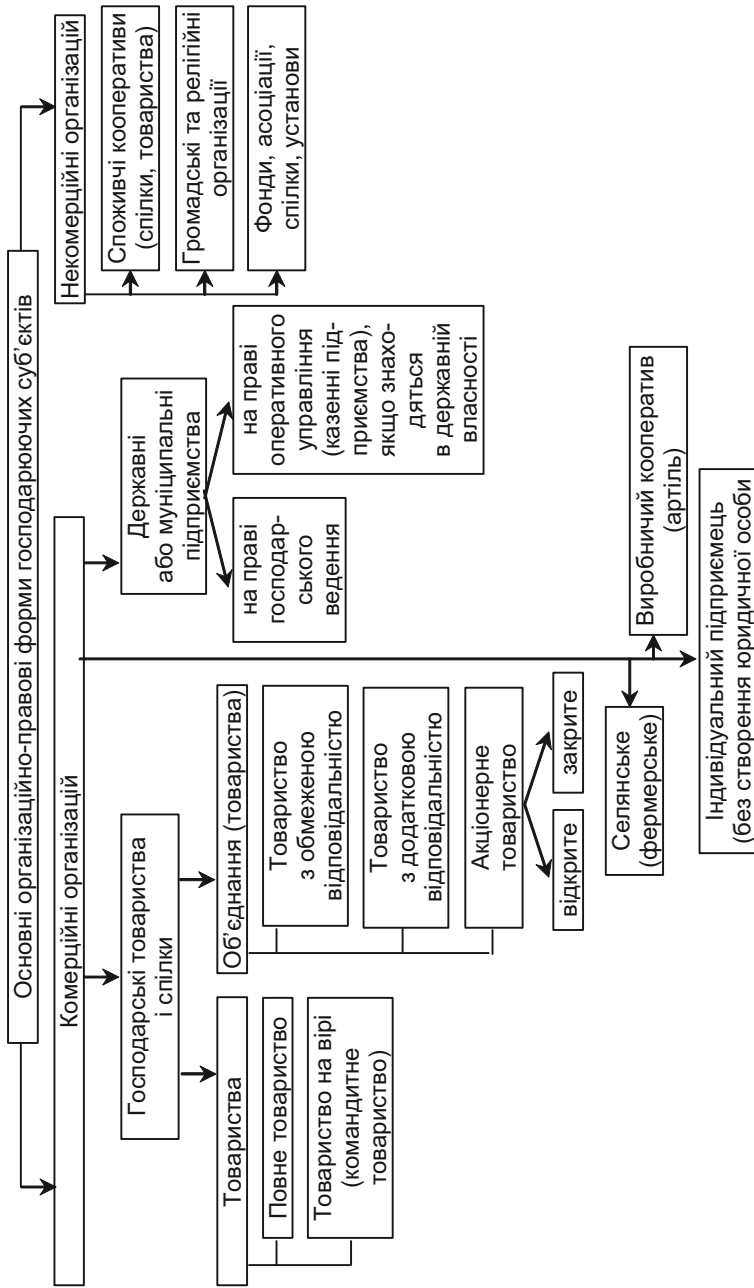 Основні організаційно-правові форми господарюючих суб’єктів
Комерційні організацій
Господарські товариства
і спілки
Товариства
Повне товариство
Товариство на вірі
(командитне
товариство)
Об’єднання (товариства)
Товариство
з обмеженою
відповідальністю
Товариство
з додатковою
відповідальністю
Акціонерне
товариство
відкрите
закрите
Державні
або муніципальні
підприємства
на праві
господар-
ського
ведення
на праві
оперативного
управління
(казенні під-
приємства),
якщо знахо-
дяться
в державній
власності
Селянське
(фермерське)
Виробничий кооператив
(артіль)
Індивідуальний підприємець
(без створення юридичної особи
Некомерційні організацій
Споживчі кооперативи
(спілки, товариства)
Громадські та релігійні
організації
Фонди, асоціації,
спілки, установи